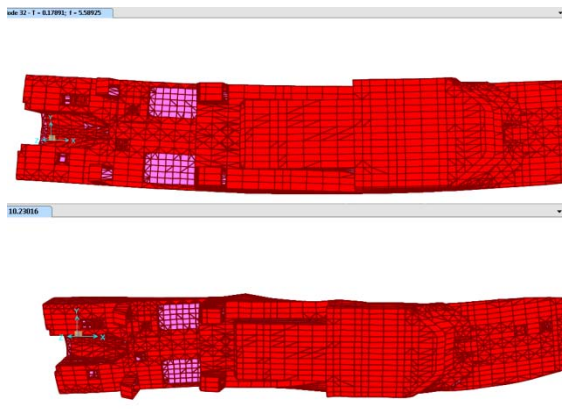 ode 32 - T = 0.17891; f = 5.58925
Y
X
10.23016
Y
X